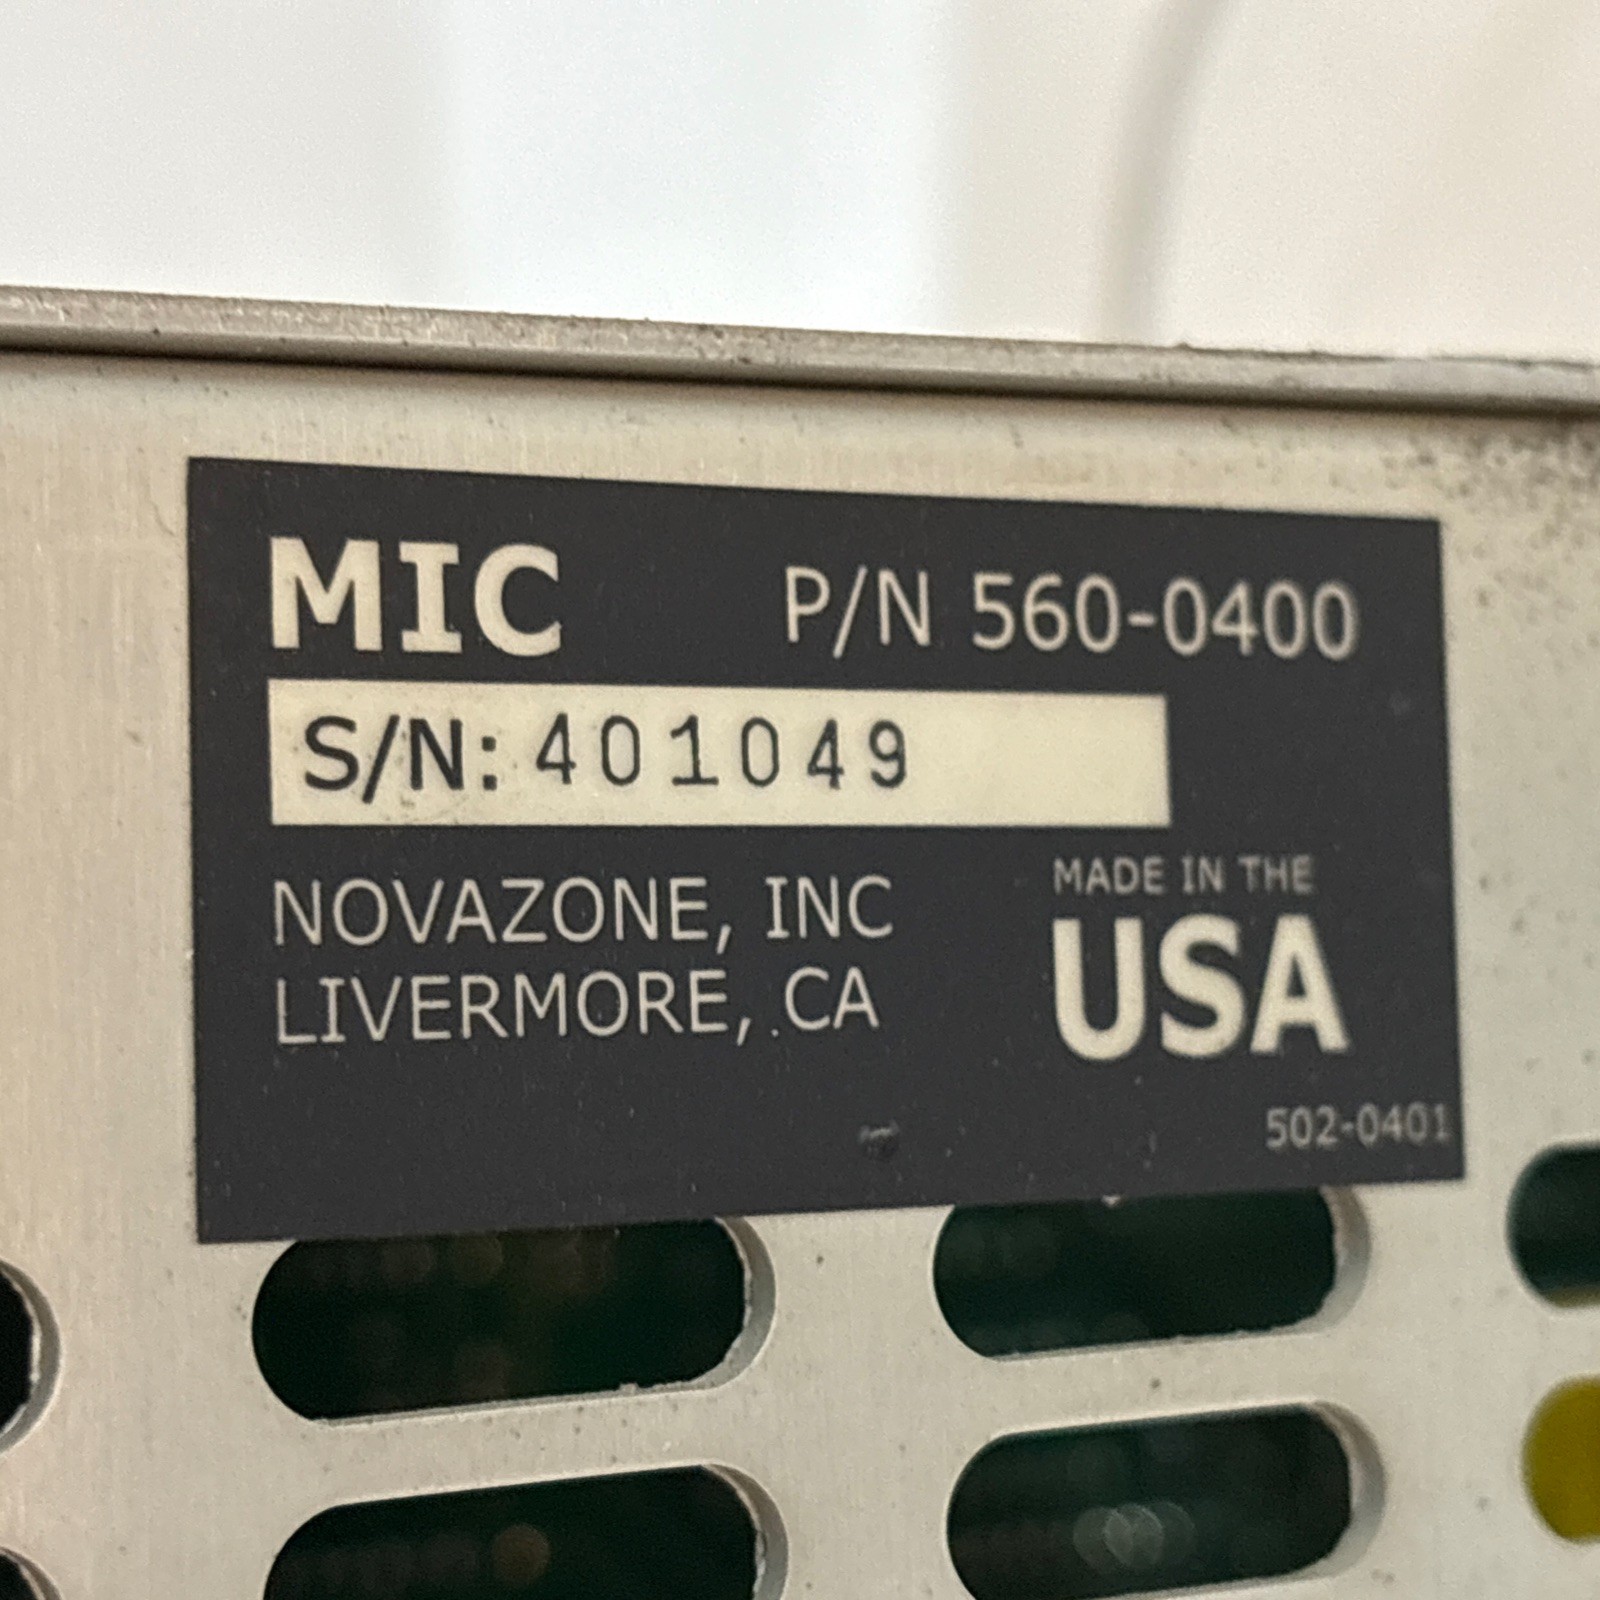 MIC P/N 560-0400
S/N: 401049
NOVAZONE, INC
LIVERMORE, CA
MADE IN THE
USA
502-0401